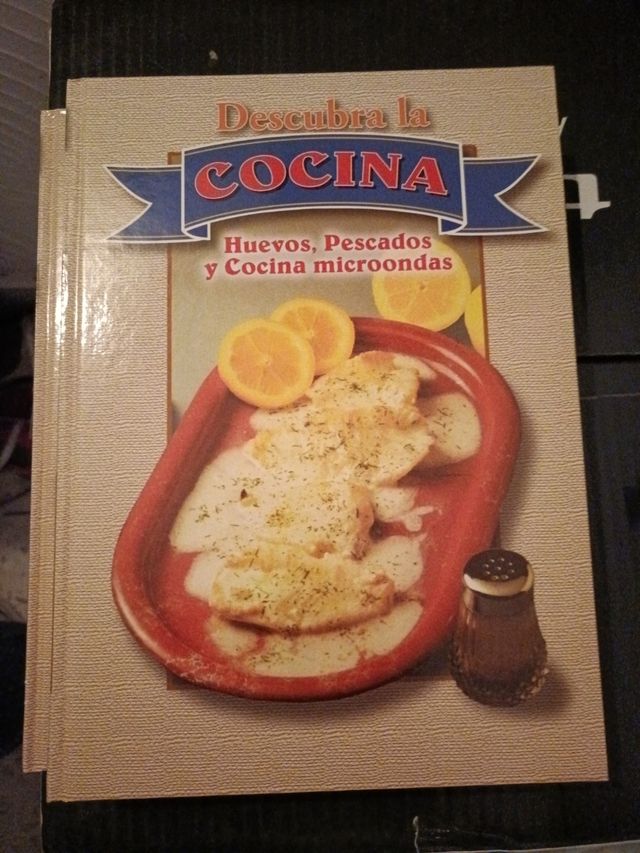 Descubra la
COCINA
Huevos, Pescados
y Cocina microondas